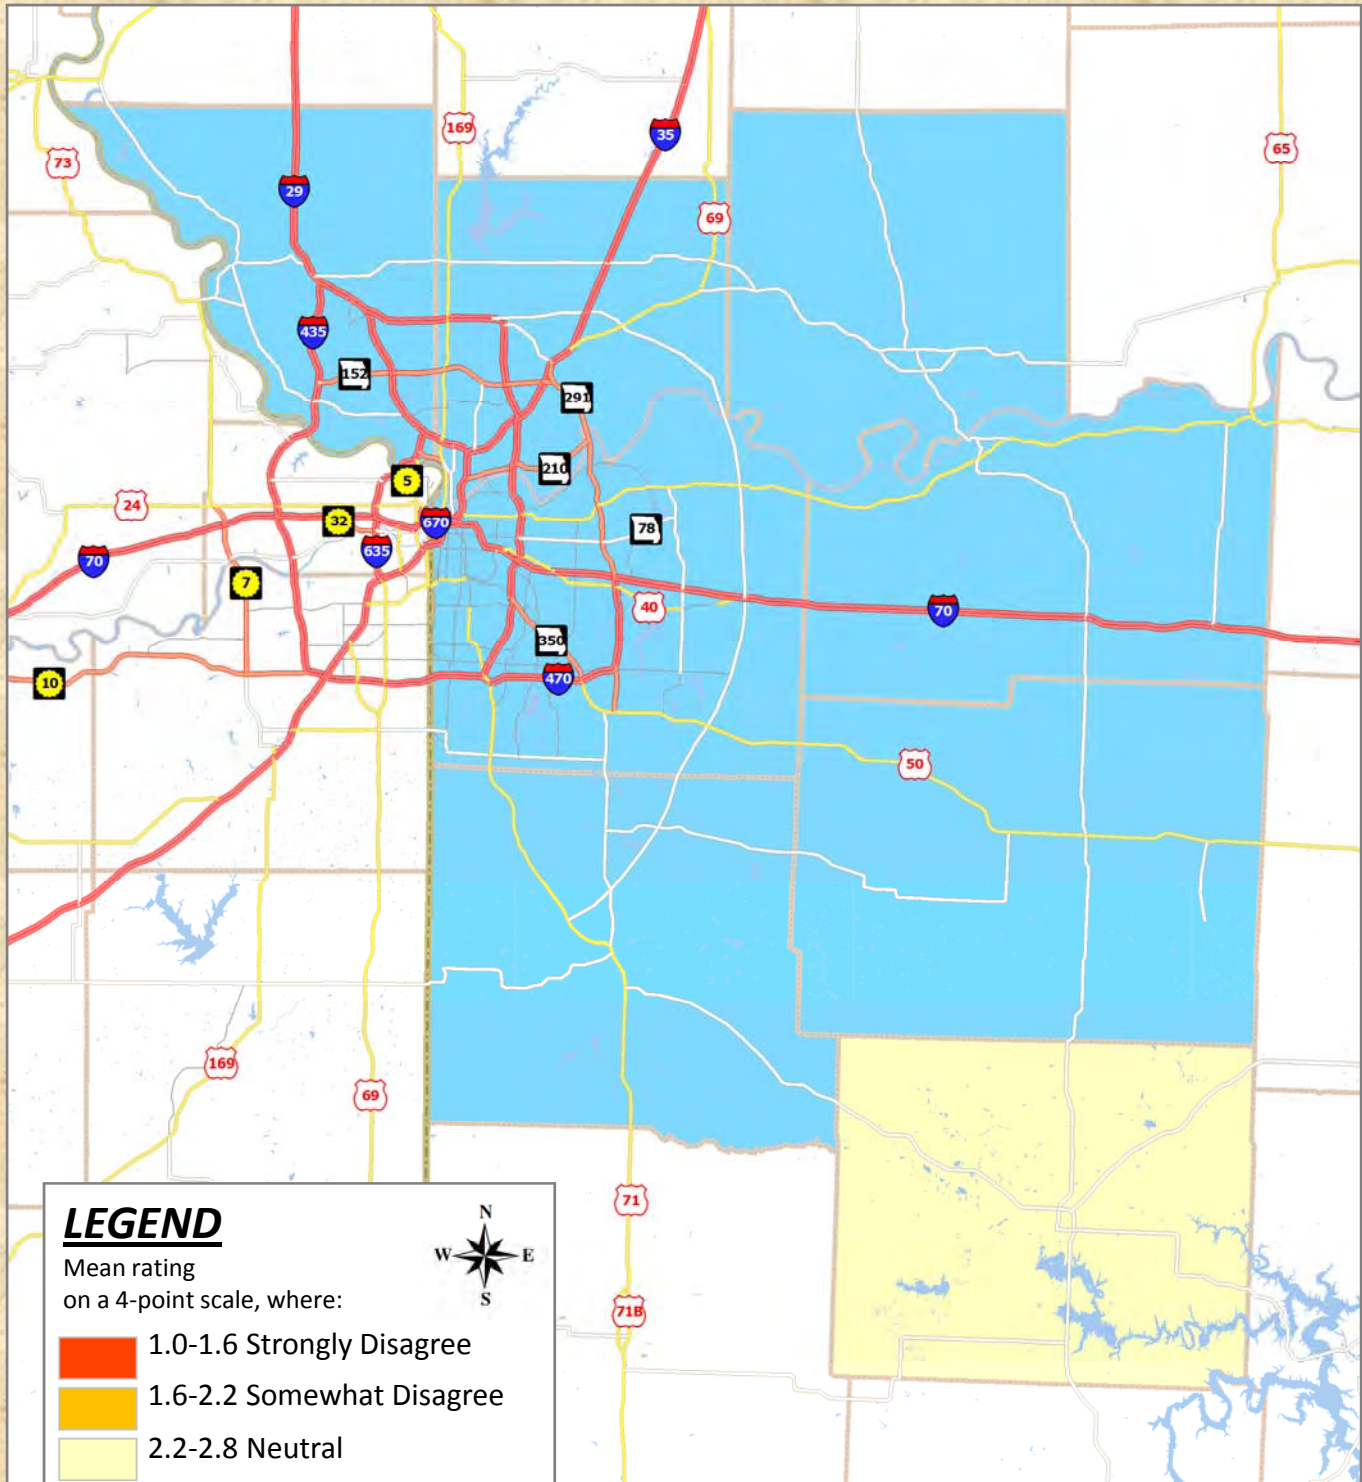 169
35
73
65
29
69
435
152
291
210
5
24
32
670
78
70
635
7
40
70
350
10
470
50
169
69
71
71B
LEGEND
N
W E
S
Mean rating
on a 4-point scale, where:
1.0-1.6 Strongly Disagree
1.6-2.2 Somewhat Disagree
2.2-2.8 Neutral